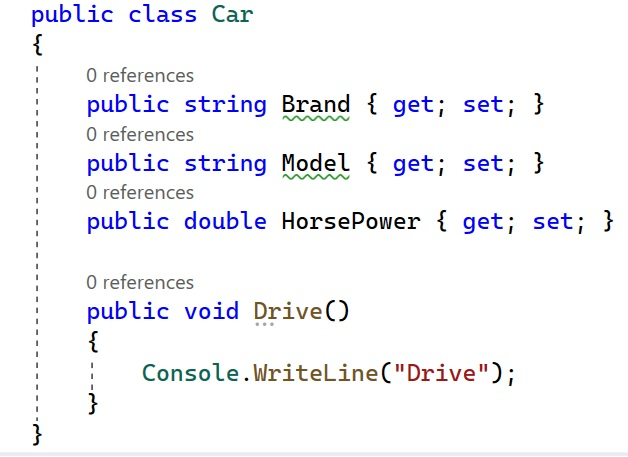 public class Car
{
0 references
public string Brand { get; set; }
0 references
public string Model { get; set; }
0 references
public double HorsePower { get; set; }
0 references
public void Drive()
{
Console.WriteLine("Drive");
}
}